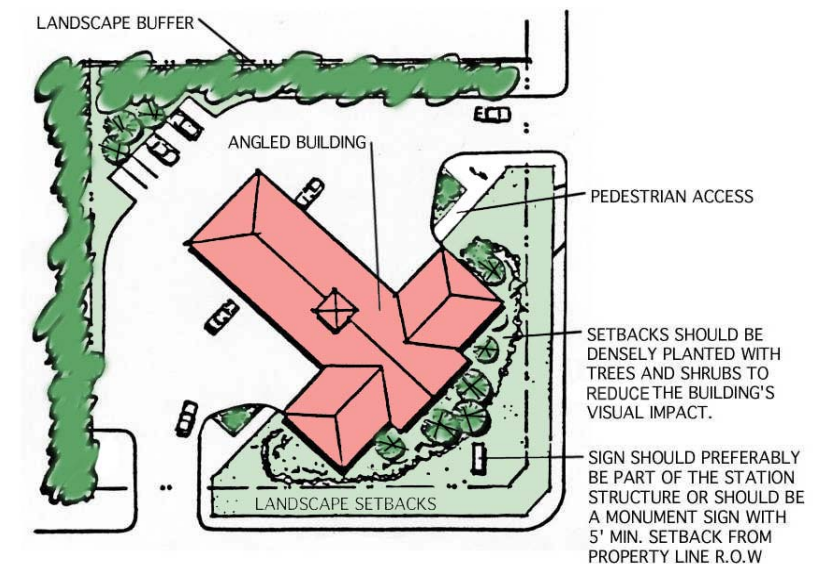 LANDSCAPE BUFFER
ANGLED BUILDING
PEDESTRIAN ACCESS
SETBACKS SHOULD BE
DENSELY PLANTED WITH
TREES AND SHRUBS TO
REDUCE THE BUILDING'S
VISUAL IMPACT.
SIGN SHOULD PREFERABLY
BE PART OF THE STATION
STRUCTURE OR SHOULD BE
A MONUMENT SIGN WITH
5' MIN. SETBACK FROM
PROPERTY LINE R.O.W
LANDSCAPE SETBACKS